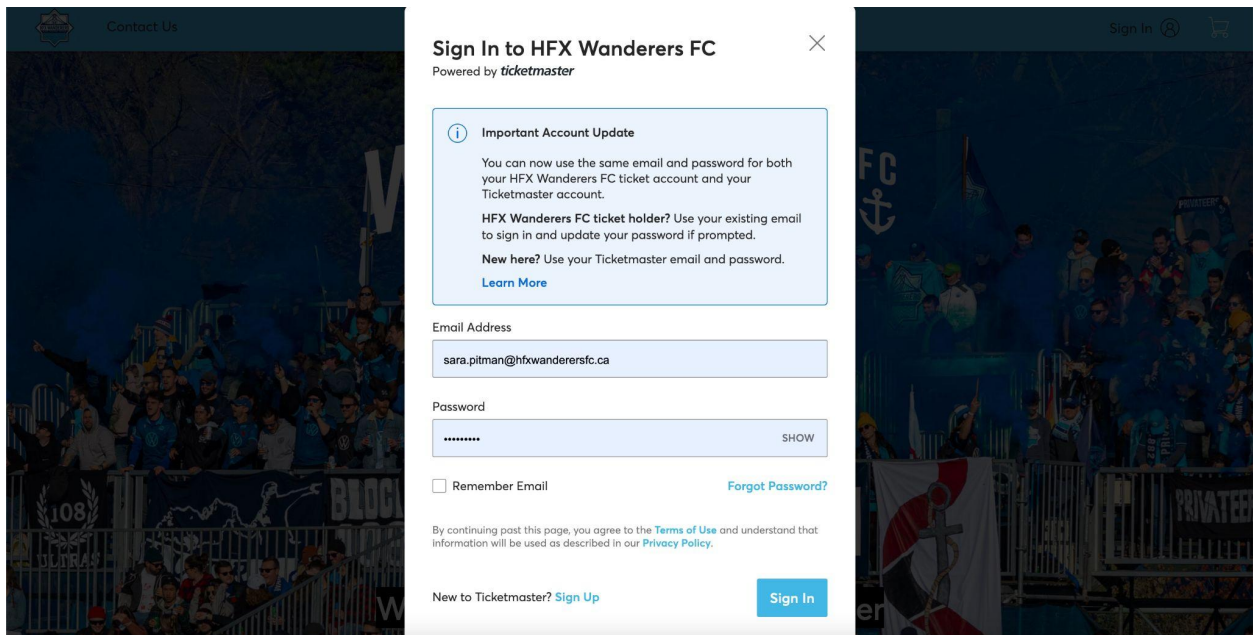 Contact Us
Sign In
Sign In to HFX Wanderers FC
Powered by ticketmaster
Important Account Update
You can now use the same email and password for both
your HFX Wanderers FC ticket account and your
Ticketmaster account.
HFX Wanderers FC ticket holder? Use your existing email
to sign in and update your password if prompted.
New here? Use your Ticketmaster email and password.
Learn More
Email Address
sara.pitman@hfxwanderersfc.ca
Password
•••••••••
SHOW
Remember Email
Forgot Password?
By continuing past this page, you agree to the Terms of Use and understand that
information will be used as described in our Privacy Policy.
New to Ticketmaster? Sign Up
Sign In
FC
PRIVATEERS
108
ULTRAS
BLOC
PRIVATEE
W
er